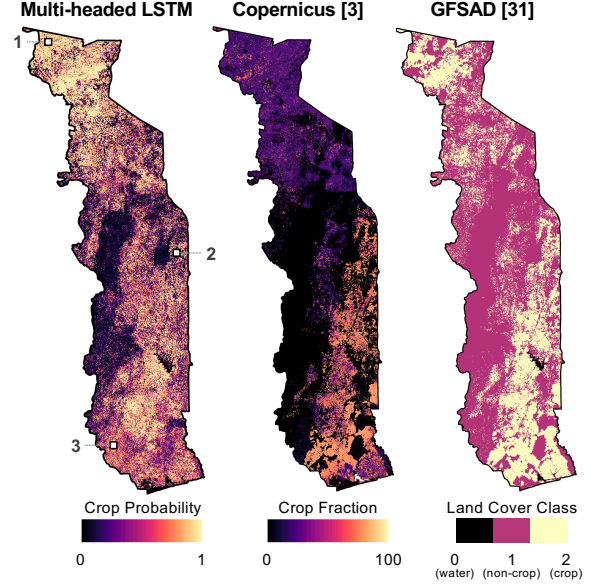 Multi-headed LSTM Copernicus [3] GFSAD [31]
1
2
3
Crop Probability Crop Fraction Land Cover Class
0 1 0 100 0 1 2
(water) (non-crop) (crop)